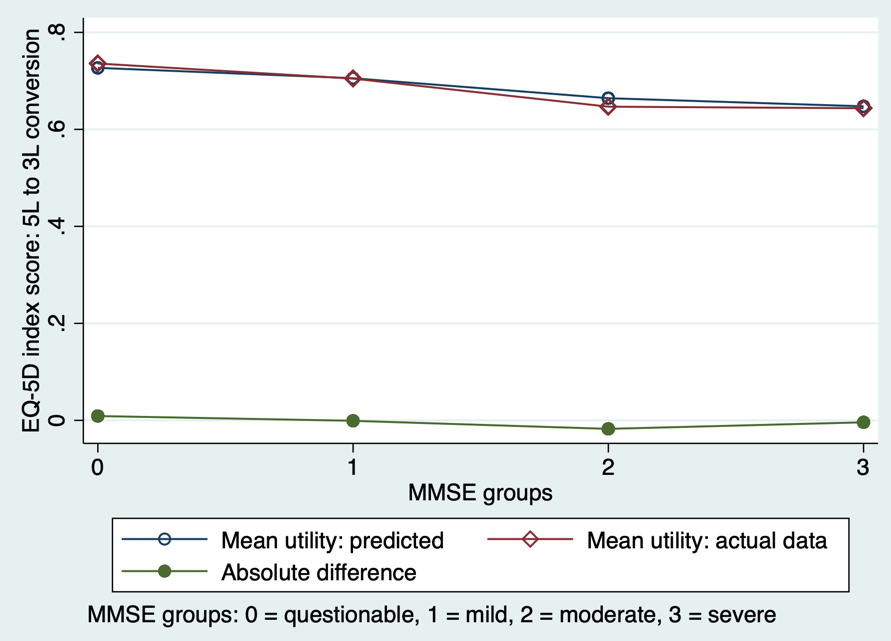 EQ-5D index score: 5L to 3L conversion
.8
.6
.4
.2
0
0 1 2 3
MMSE groups
Mean utility: predicted Mean utility: actual data
Absolute difference
MMSE groups: 0 = questionable, 1 = mild, 2 = moderate, 3 = severe